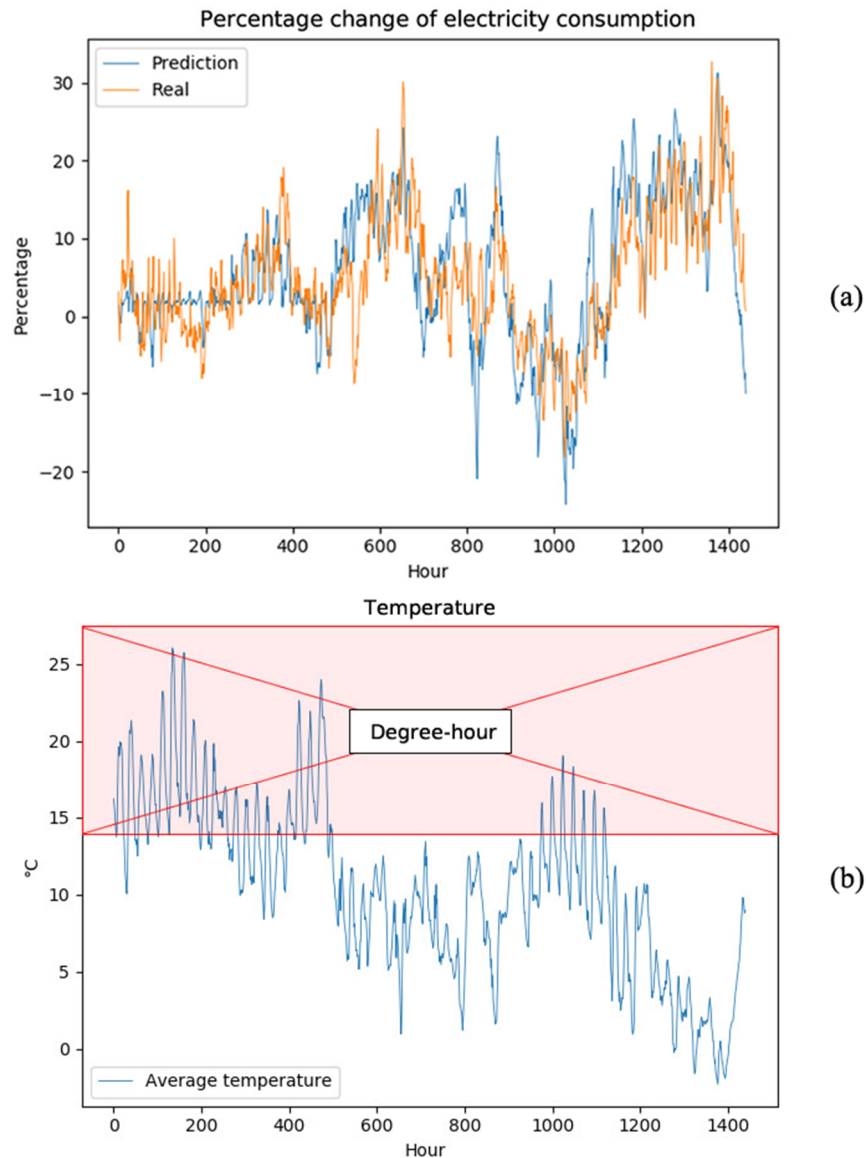 Percentage change of electricity consumption
Prediction
Real
30
20
10
0
−10
−20
Percentage
0 200 400 600 800 1000 1200 1400
Hour
(a)
Temperature
25
20
15
10
5
0
°C
Degree-hour
Average temperature
0 200 400 600 800 1000 1200 1400
Hour
(b)